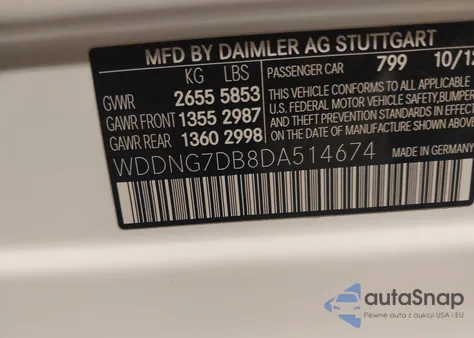 MFD BY DAIMLER AG STUTTGART
KG LBS PASSENGER CAR 799 10/12
GWR 2655 5853 THIS VEHICLE CONFORMS TO ALL APPLICABLE
GAWR FRONT 1355 2987 U.S. FEDERAL MOTOR VEHICLE SAFETY, BUMPER
GAWR REAR 1360 2998 AND THEFT PREVENTION STANDARDS IN EFFECT
ON THE DATE OF MANUFACTURE SHOWN ABOVE
WDDNG7DB8DA514674 MADE IN GERMANY
autoSnap
Pewne auta z aukcji USA i EU